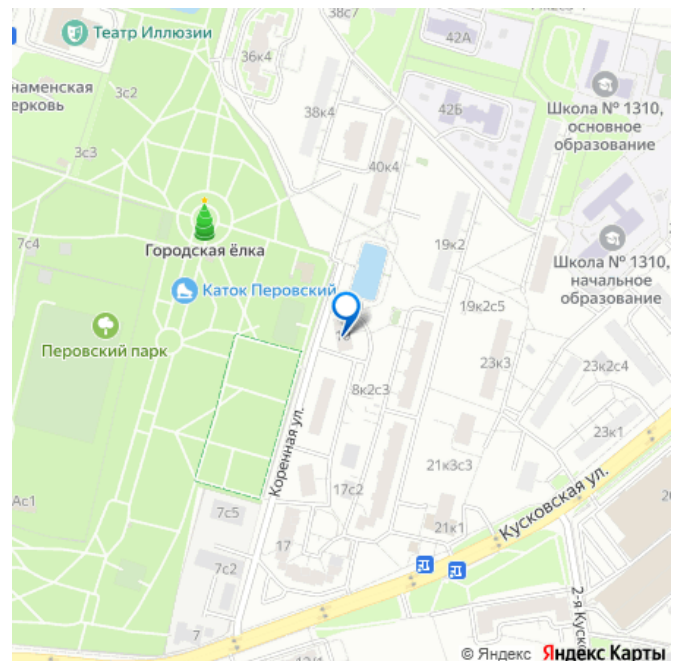 38с7
Театр Иллюзии
42А
36к4
наменская
ерковь
3с2
Школа № 1310,
основное
образование
38к4
42Б
3с3
40к4
7с4
Городская ёлка
19к2
Школа № 1310,
начальное
образование
Каток Перовский
19к2с5
Перовский парк
23к3
23к2с4
8к2с3
Коренная ул.
23к1
21к3с3
Ас1
17с2
Кусковская ул.
7с5
21к1
17
7с2
2-я Куско
7
© Яндекс Яндекс Карты